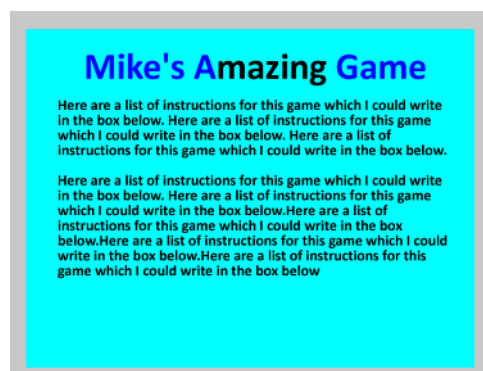 Mike's Amazing Game
Here are a list of instructions for this game which I could write
in the box below. Here are a list of instructions for this game
which I could write in the box below. Here are a list of
instructions for this game which I could write in the box below.
Here are a list of instructions for this game which I could write
in the box below. Here are a list of instructions for this game
which I could write in the box below.Here are a list of
instructions for this game which I could write in the box
below.Here are a list of instructions for this game which I could
write in the box below.Here are a list of instructions for this
game which I could write in the box below